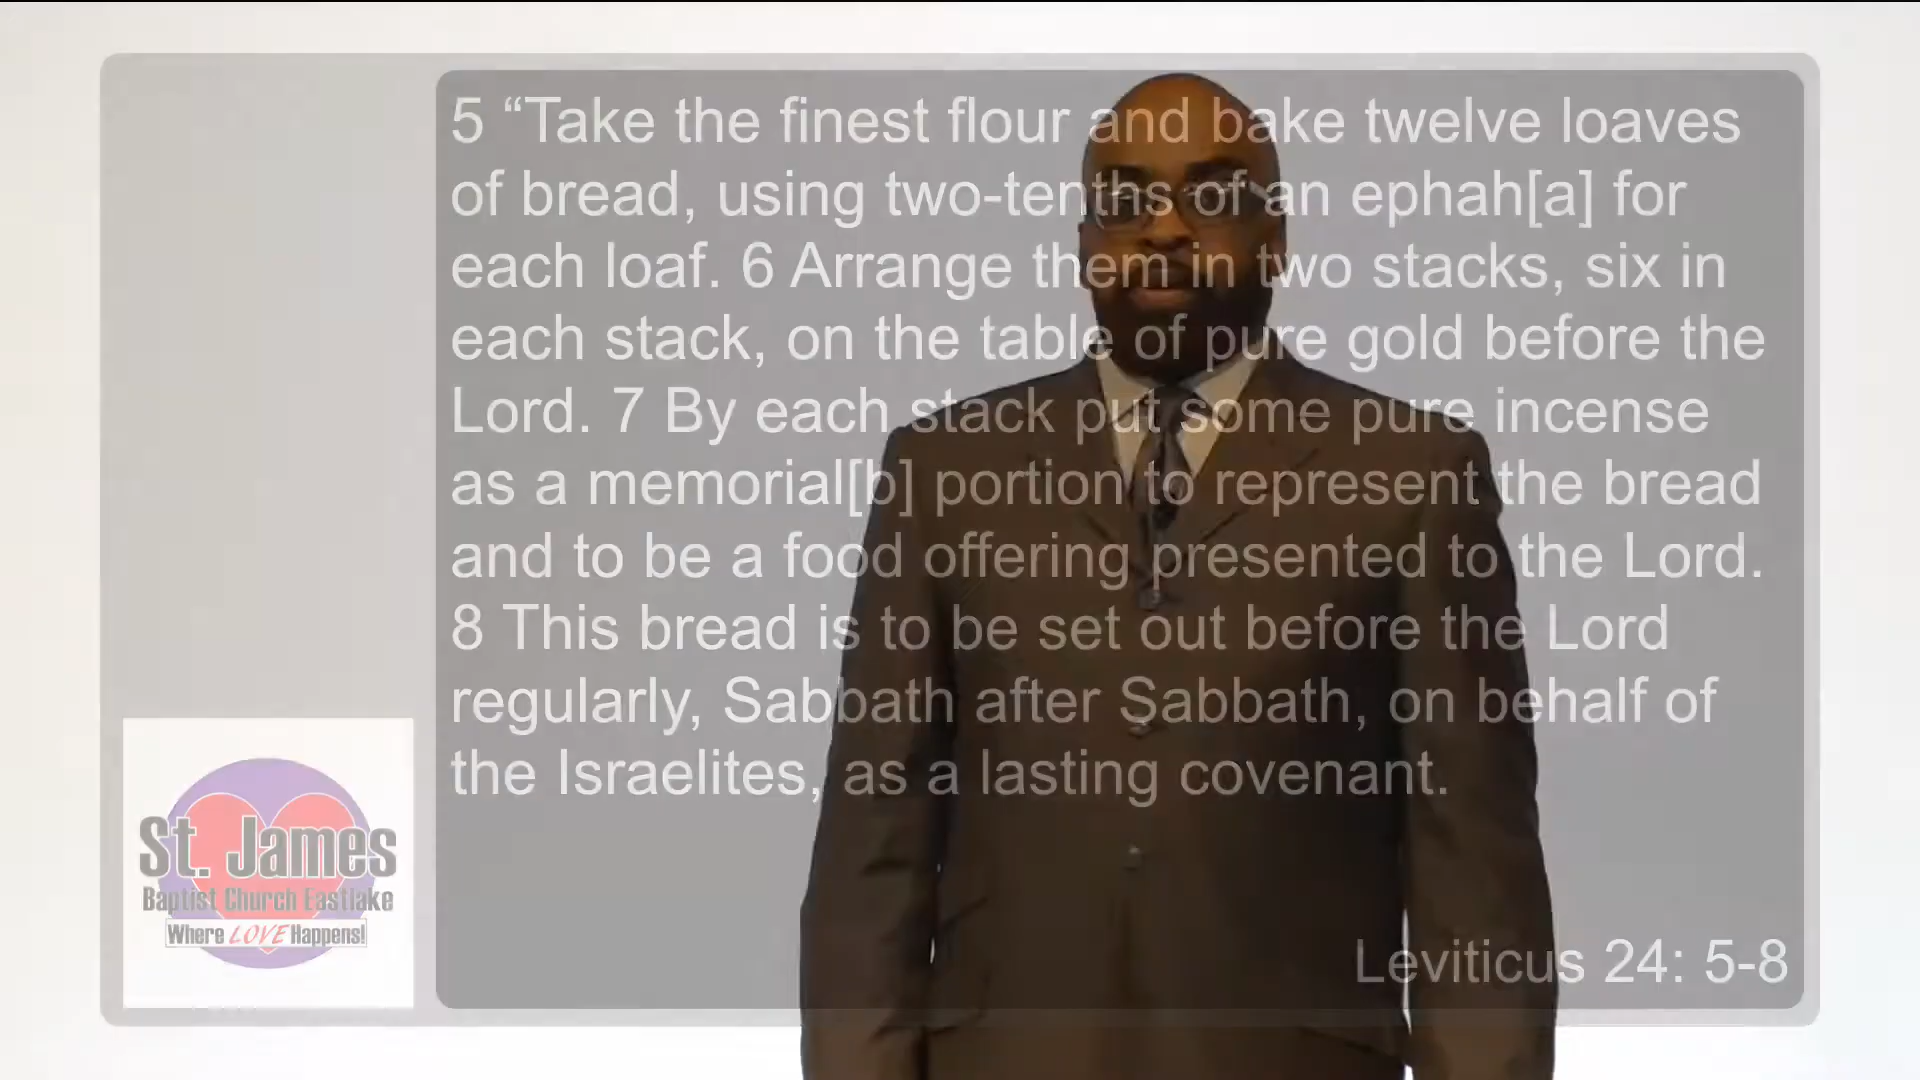 5 “Take the finest flour and bake twelve loaves
of bread, using two-tenths of an ephah[a] for
each loaf. 6 Arrange them in two stacks, six in
each stack, on the table of pure gold before the
Lord. 7 By each stack put some pure incense
as a memorial[b] portion to represent the bread
and to be a food offering presented to the Lord.
8 This bread is to be set out before the Lord
regularly, Sabbath after Sabbath, on behalf of
the Israelites, as a lasting covenant.
Leviticus 24: 5-8
St. James
Baptist Church Eastlake
Where LOVE Happens!